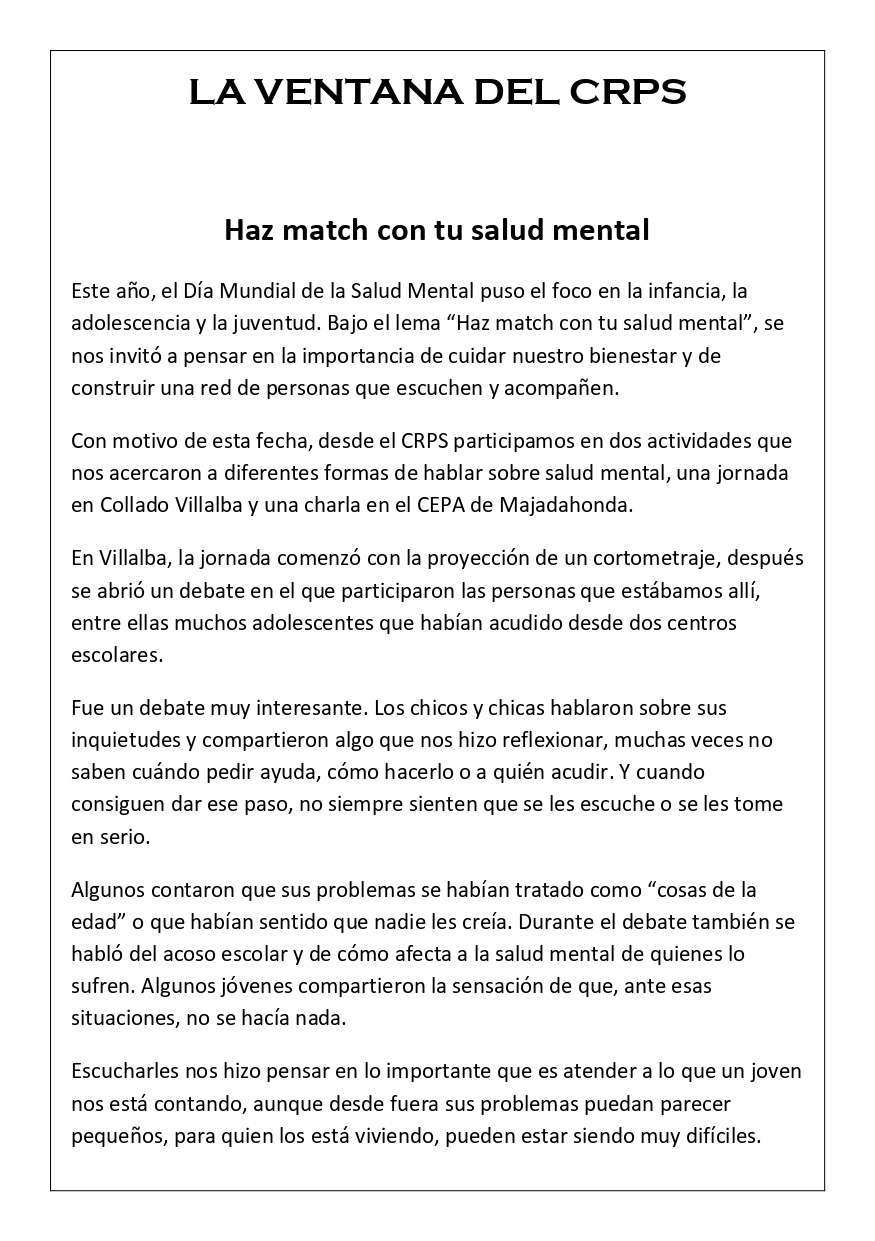 LA VENTANA DEL CRPS
Haz match con tu salud mental
Este año, el Día Mundial de la Salud Mental puso el foco en la infancia, la
adolescencia y la juventud. Bajo el lema “Haz match con tu salud mental”, se
nos invitó a pensar en la importancia de cuidar nuestro bienestar y de
construir una red de personas que escuchen y acompañen.
Con motivo de esta fecha, desde el CRPS participamos en dos actividades que
nos acercaron a diferentes formas de hablar sobre salud mental, una jornada
en Collado Villalba y una charla en el CEPA de Majadahonda.
En Villalba, la jornada comenzó con la proyección de un cortometraje, después
se abrió un debate en el que participaron las personas que estábamos allí,
entre ellas muchos adolescentes que habían acudido desde dos centros
escolares.
Fue un debate muy interesante. Los chicos y chicas hablaron sobre sus
inquietudes y compartieron algo que nos hizo reflexionar, muchas veces no
saben cuándo pedir ayuda, cómo hacerlo o a quién acudir. Y cuando
consiguen dar ese paso, no siempre sienten que se les escuche o se les tome
en serio.
Algunos contaron que sus problemas se habían tratado como “cosas de la
edad” o que habían sentido que nadie les creía. Durante el debate también se
habló del acoso escolar y de cómo afecta a la salud mental de quienes lo
sufren. Algunos jóvenes compartieron la sensación de que, ante esas
situaciones, no se hacía nada.
Escucharles nos hizo pensar en lo importante que es atender a lo que un joven
nos está contando, aunque desde fuera sus problemas puedan parecer
pequeños, para quien los está viviendo, pueden estar siendo muy difíciles.